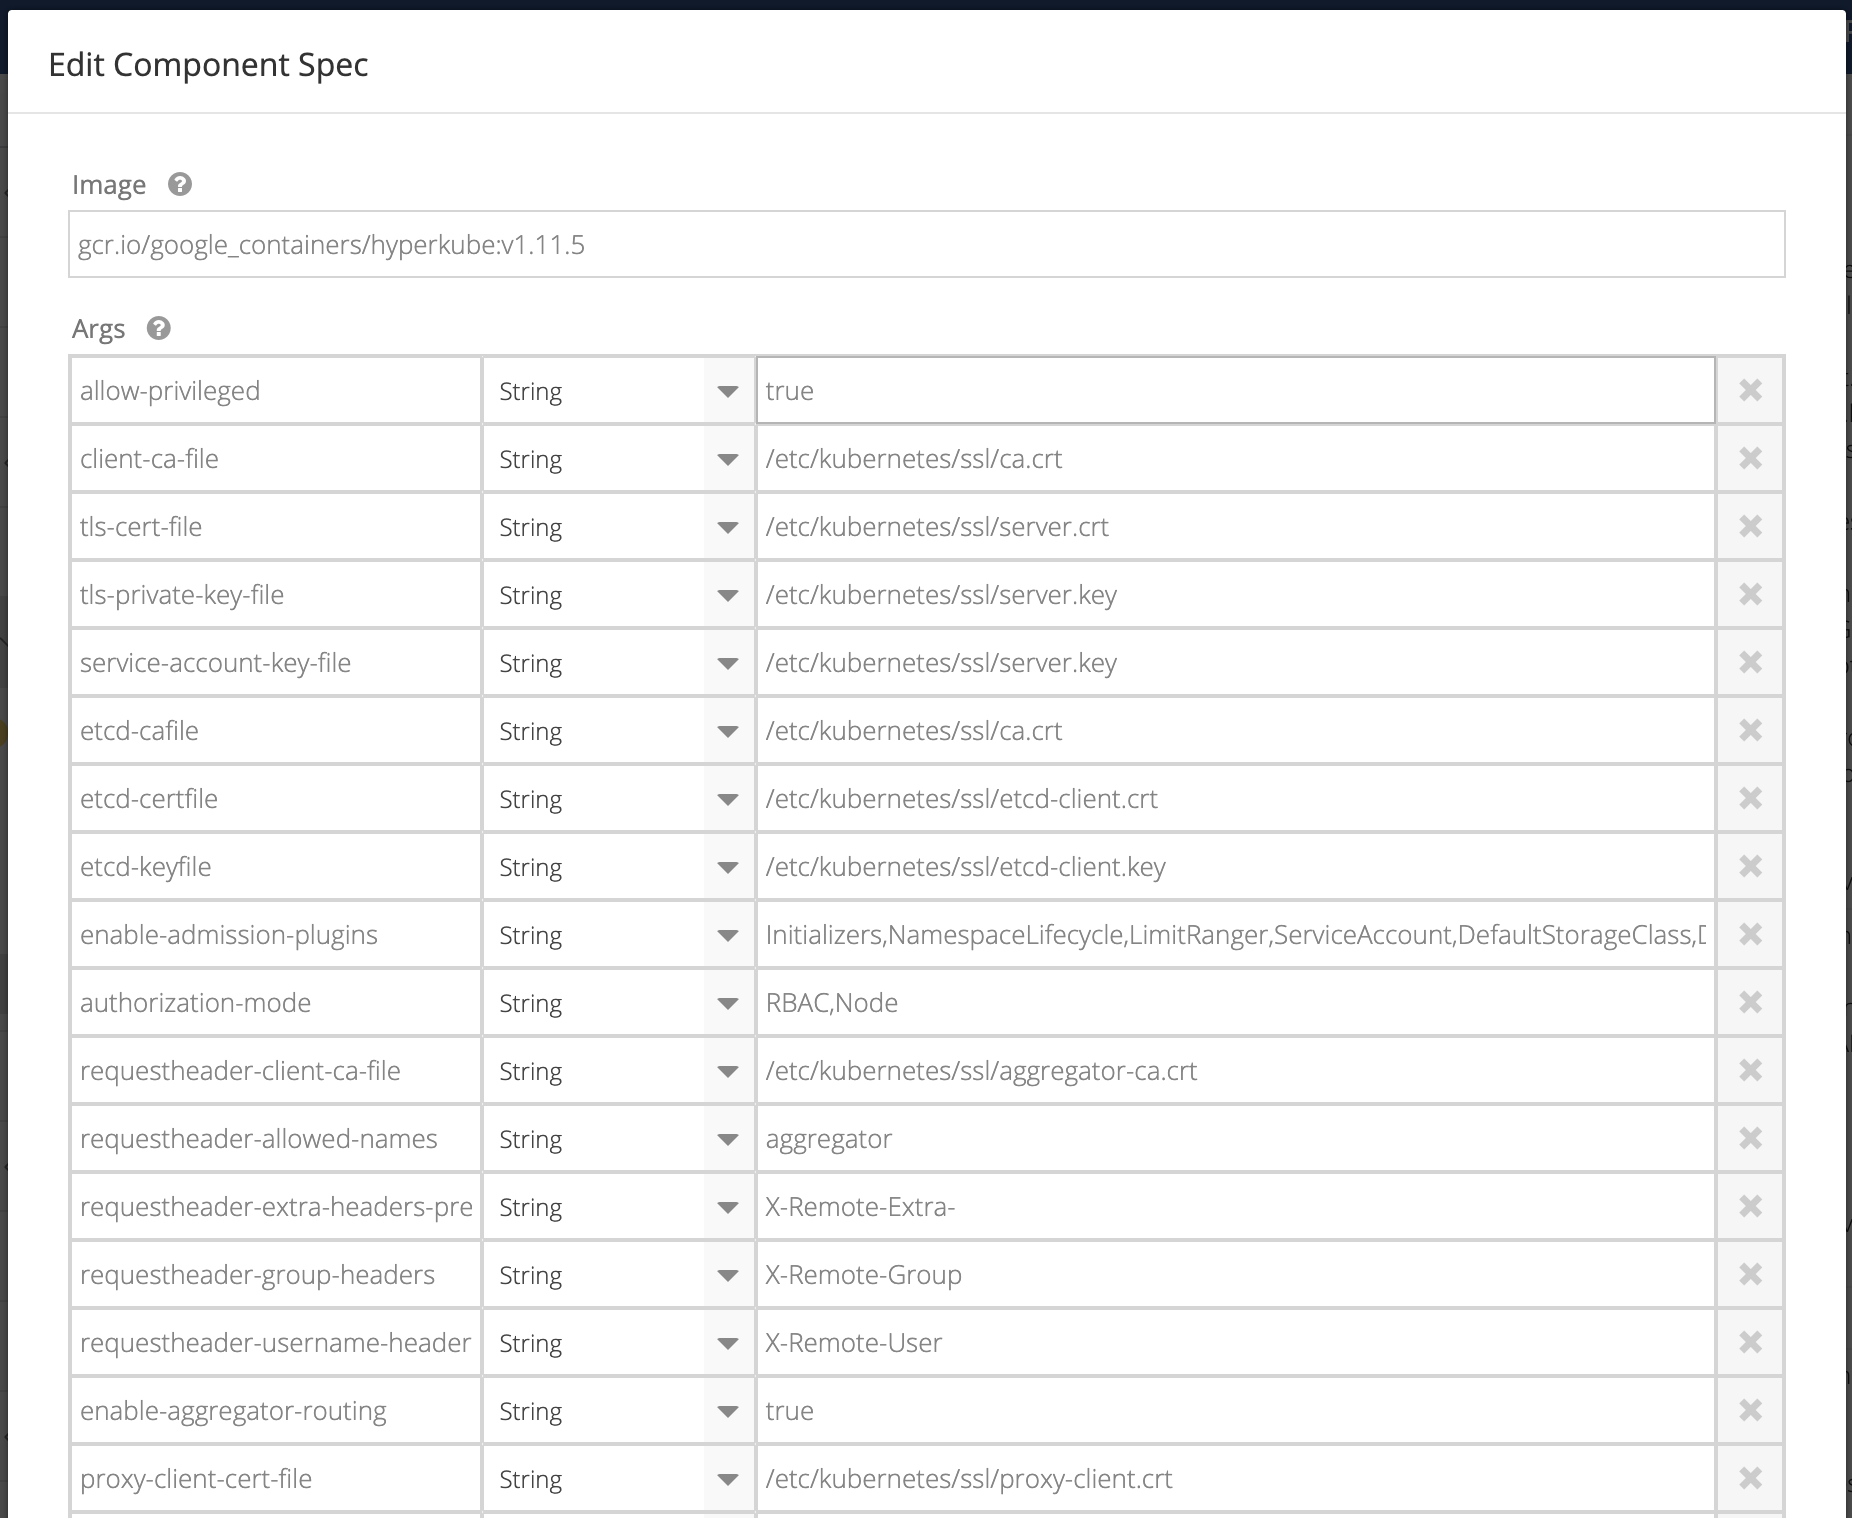 Edit Component Spec
Image
gcr.io/google_containers/hyperkube:v1.11.5
Args
allow-privileged String true
client-ca-file String /etc/kubernetes/ssl/ca.crt
tls-cert-file String /etc/kubernetes/ssl/server.crt
tls-private-key-file String /etc/kubernetes/ssl/server.key
service-account-key-file String /etc/kubernetes/ssl/server.key
etcd-cafile String /etc/kubernetes/ssl/ca.crt
etcd-certfile String /etc/kubernetes/ssl/etcd-client.crt
etcd-keyfile String /etc/kubernetes/ssl/etcd-client.key
enable-admission-plugins String Initializers,NamespaceLifecycle,LimitRanger,ServiceAccount,DefaultStorageClass,
authorization-mode String RBAC,Node
requestheader-client-ca-file String /etc/kubernetes/ssl/aggregator-ca.crt
requestheader-allowed-names String aggregator
requestheader-extra-headers-pre String X-Remote-Extra-
requestheader-group-headers String X-Remote-Group
requestheader-username-header String X-Remote-User
enable-aggregator-routing String true
proxy-client-cert-file String /etc/kubernetes/ssl/proxy-client.crt